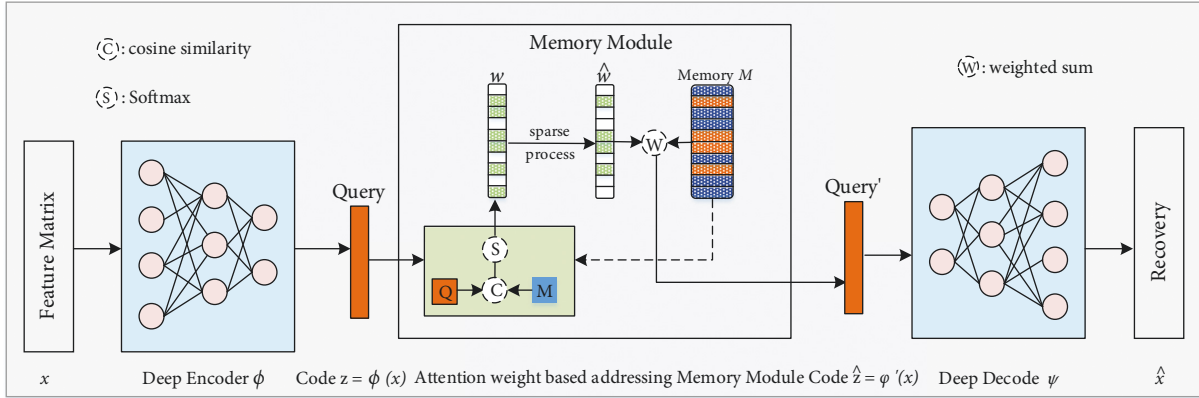 Memory Module
C : cosine similarity
S : Softmax
W : weighted sum
w
ŵ
Memory M
sparse
process
W
Feature Matrix
Query
Query'
Recovery
S
Q
C
M
x
Deep Encoder ϕ
Code z = ϕ (x)
Attention weight based addressing Memory Module
Code ẑ = φ '(x)
Deep Decode ψ
x̂